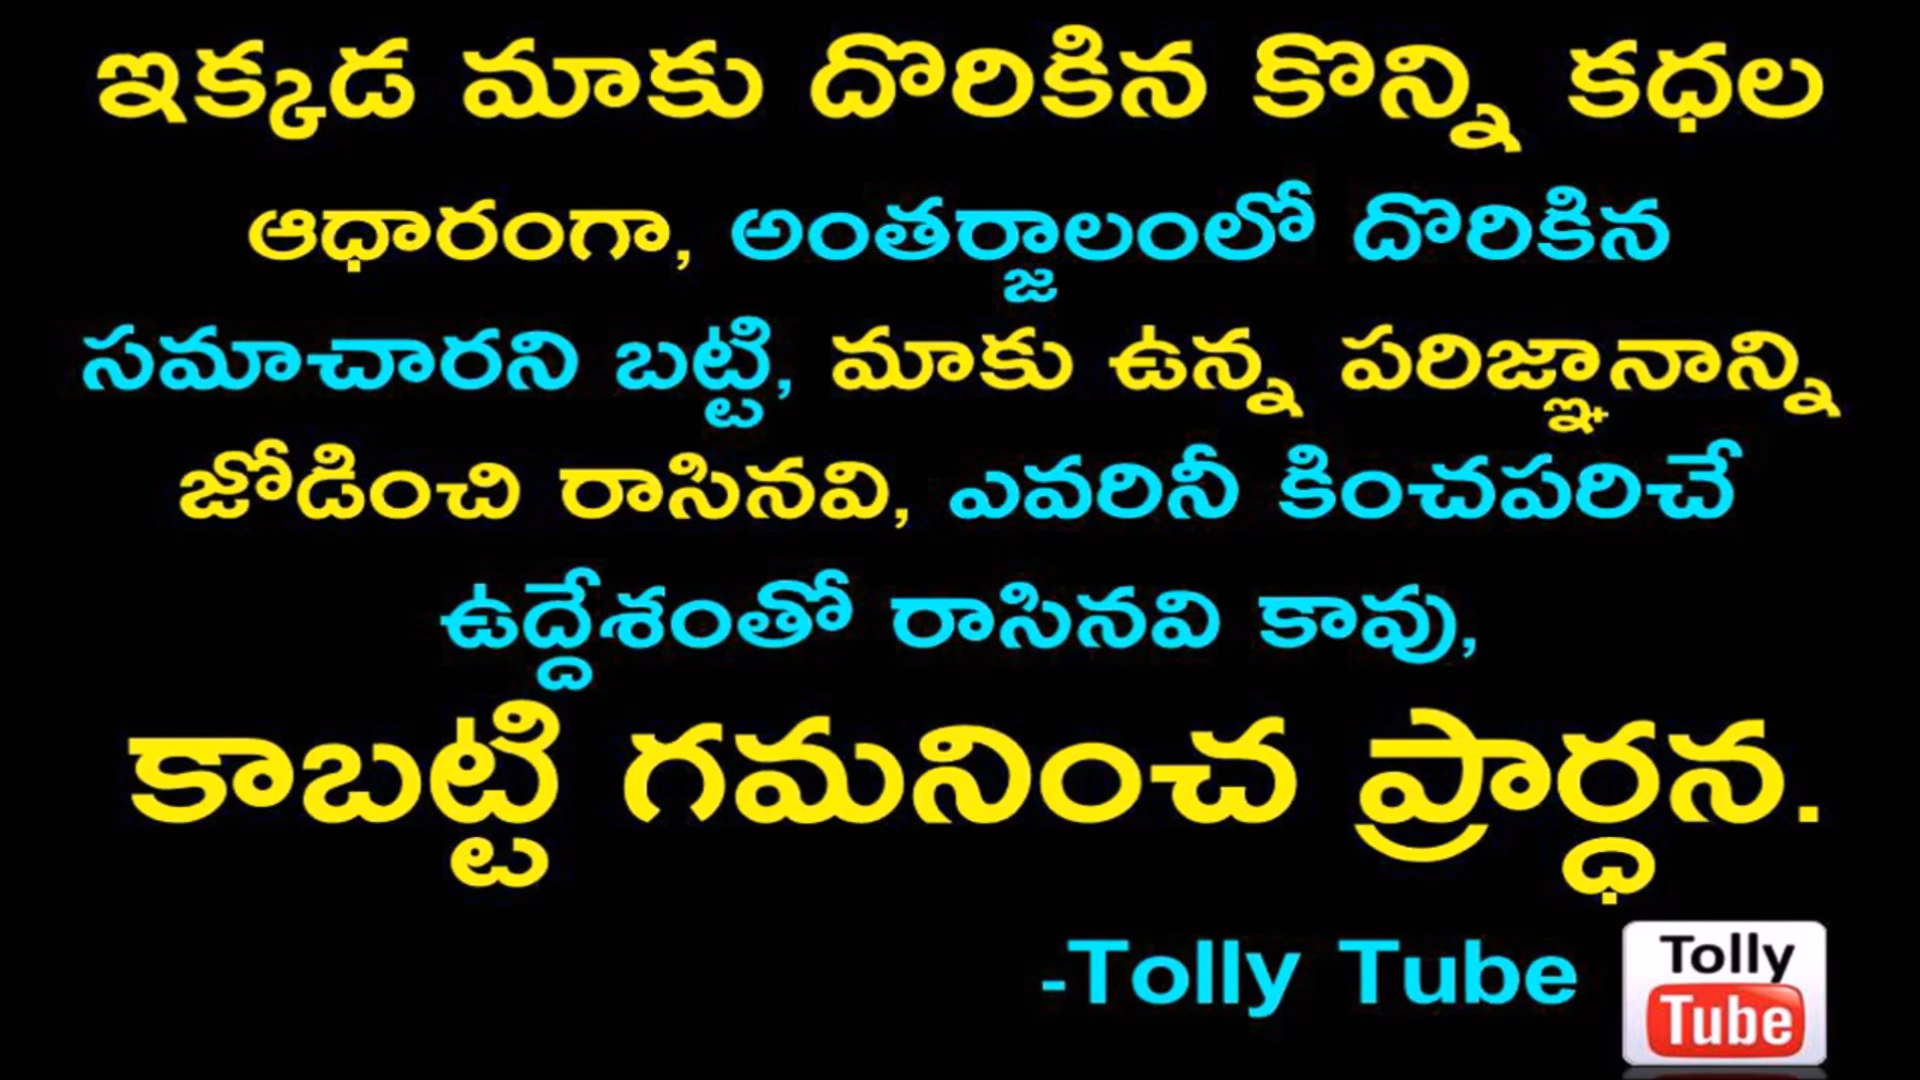 ఇక్కడ మాకు దొరికిన కొన్ని కధల
ఆధారంగా, అంతర్జాలంలో దొరికిన
సమాచారని బట్టి, మాకు ఉన్న పరిజ్ఞానాన్ని
జోడించి రాసినవి, ఎవరినీ కించపరిచే
ఉద్దేశంతో రాసినవి కావు,
కాబట్టి గమనించ ప్రార్ధన.
-Tolly Tube
Tolly
Tube